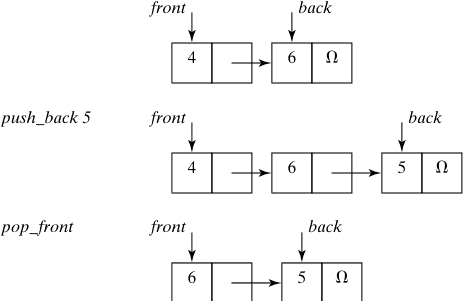 front back
4 6 Ω
push_back 5 front back
4 6 5 Ω
pop_front front back
6 5 Ω